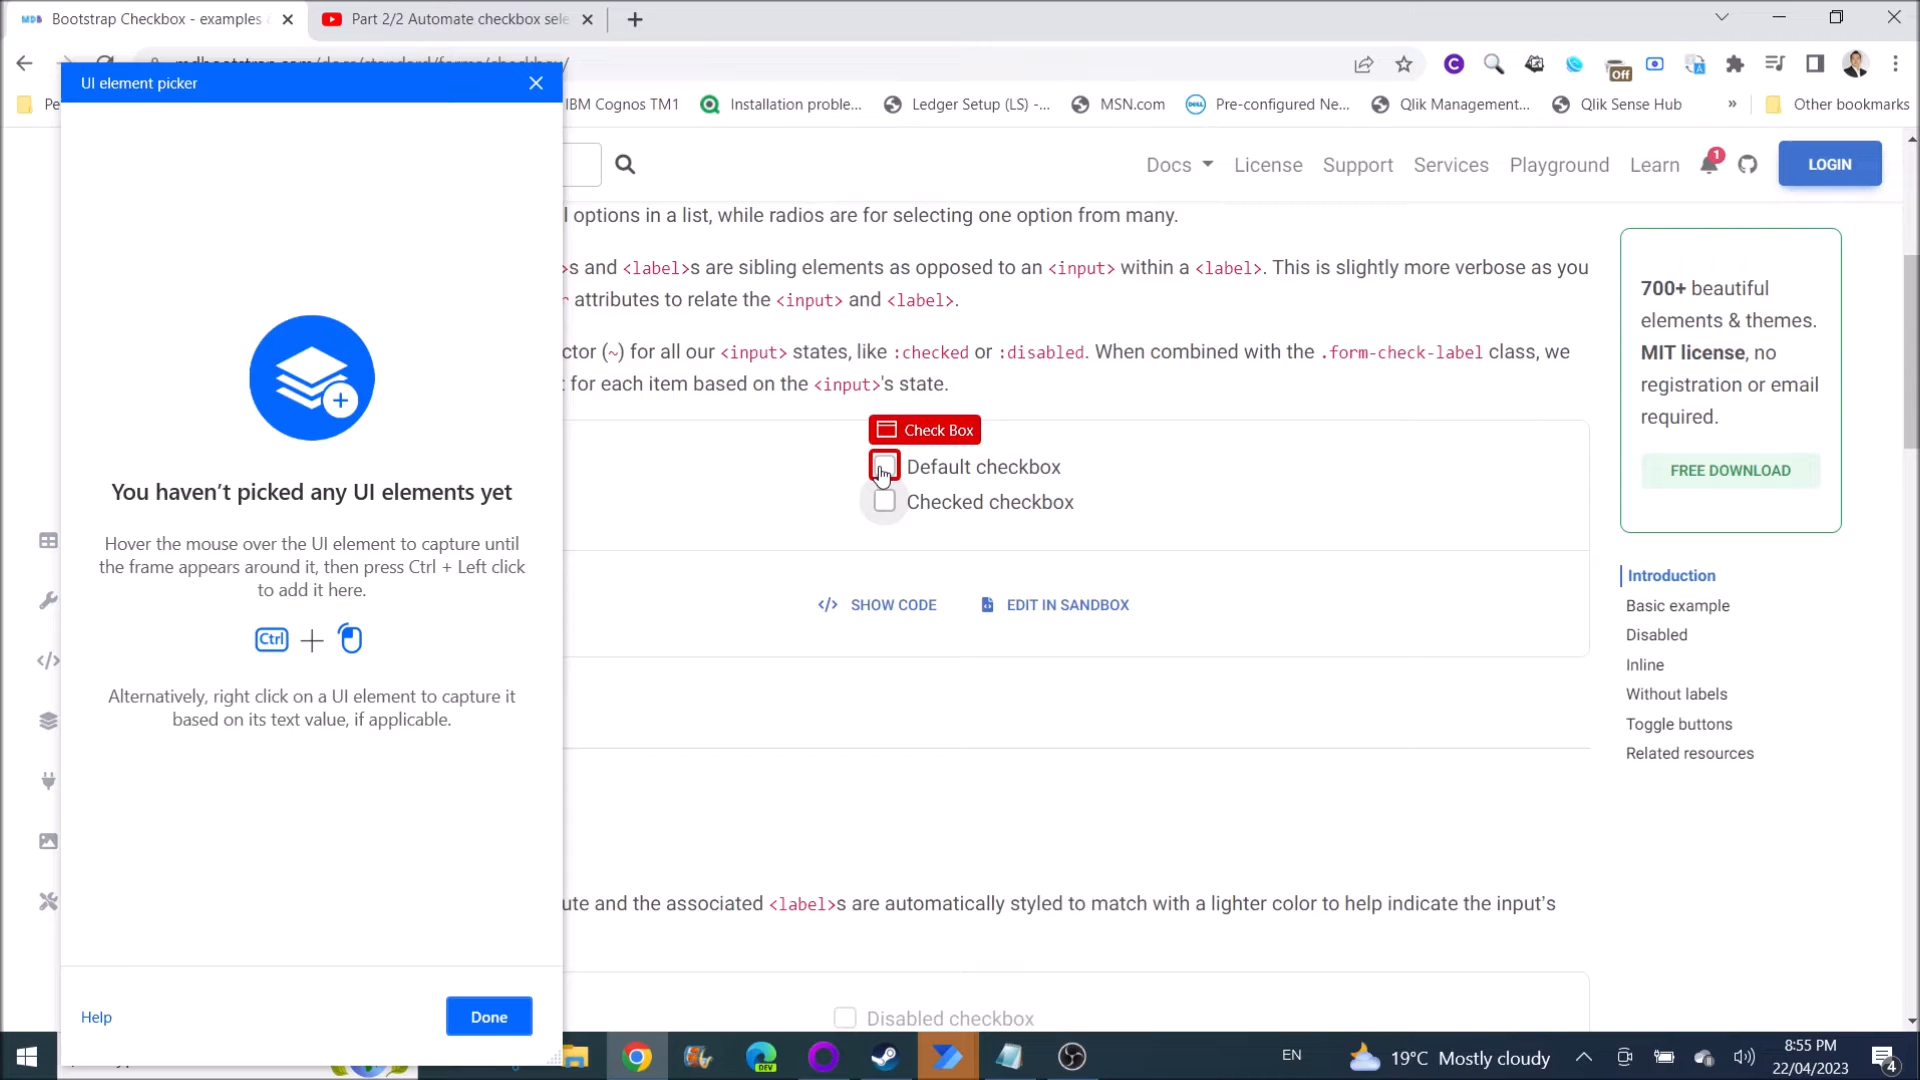 Bootstrap Checkbox - examples &
Part 2/2 Automate checkbox sele
Off
Pe
IBM Cognos TM1
Installation proble...
Ledger Setup (LS) -...
MSN.com
Pre-configured Ne...
Qlik Management...
Qlik Sense Hub
»
Other bookmarks
UI element picker
You haven't picked any UI elements yet
Hover the mouse over the UI element to capture until
the frame appears around it, then press Ctrl + Left click
to add it here.
Ctrl +
Alternatively, right click on a UI element to capture it
based on its text value, if applicable.
Help
Done
Docs
License
Support
Services
Playground
Learn
1
LOGIN
l options in a list, while radios are for selecting one option from many.
>s and <label>s are sibling elements as opposed to an <input> within a <label>. This is slightly more verbose as you
r attributes to relate the <input> and <label>.
ctor (~) for all our <input> states, like :checked or :disabled. When combined with the .form-check-label class, we
t for each item based on the <input>'s state.
Check Box
Default checkbox
Checked checkbox
</> SHOW CODE
EDIT IN SANDBOX
ute and the associated <label>s are automatically styled to match with a lighter color to help indicate the input's
Disabled checkbox
700+ beautiful
elements & themes.
MIT license, no
registration or email
required.
FREE DOWNLOAD
Introduction
Basic example
Disabled
Inline
Without labels
Toggle buttons
Related resources
DEV
EN
19°C Mostly cloudy
8:55 PM
22/04/2023
4